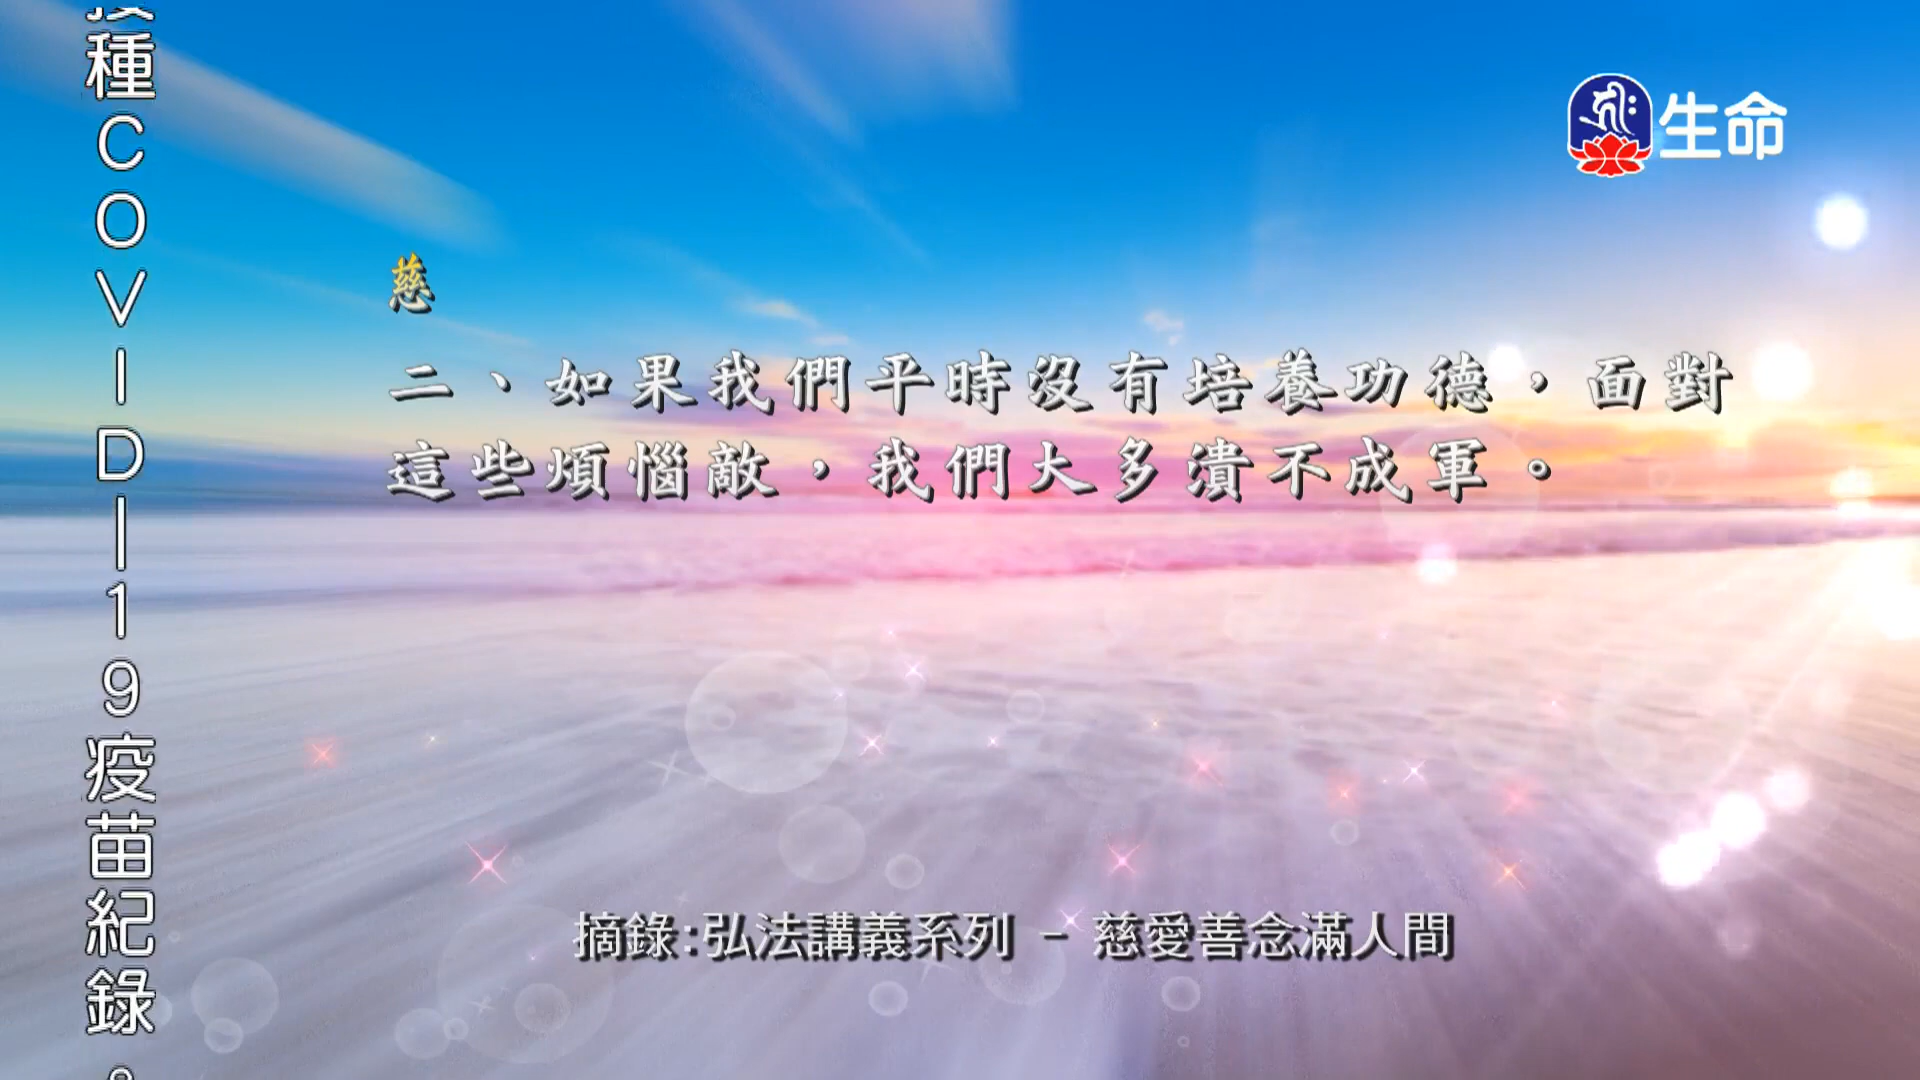 種COVID-19疫苗紀錄。
生命
慈
二、如果我們平時沒有培養功德，面對
這些煩惱敵，我們大多潰不成軍。
摘錄:弘法講義系列 - 慈愛善念滿人間